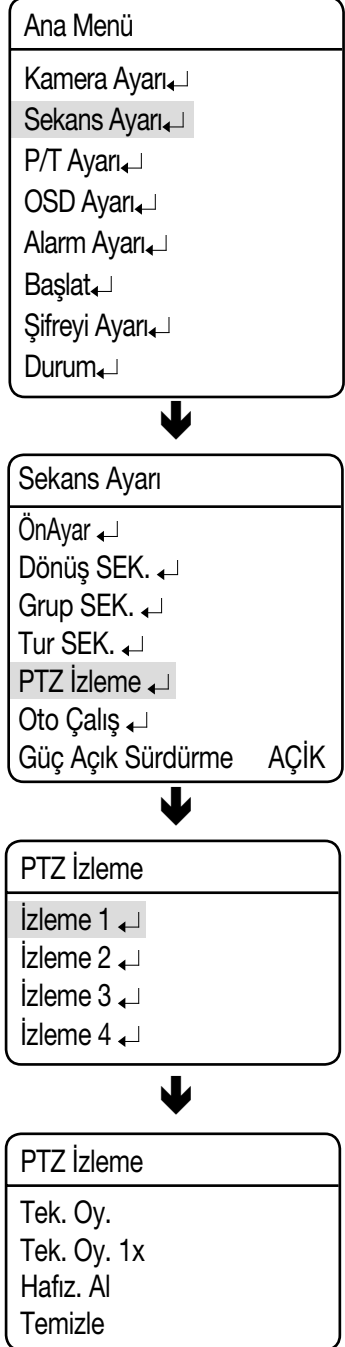 Ana Menü
Kamera Ayarı↵
Sekans Ayarı↵
P/T Ayarı↵
OSD Ayarı↵
Alarm Ayarı↵
Başlat↵
Şifreyi Ayarı↵
Durum↵
Sekans Ayarı
ÖnAyar ↵
Dönüş SEK. ↵
Grup SEK. ↵
Tur SEK. ↵
PTZ İzleme ↵
Oto Çalış ↵
Güç Açık Sürdürme AÇİK
PTZ İzleme
İzleme 1 ↵
İzleme 2 ↵
İzleme 3 ↵
İzleme 4 ↵
PTZ İzleme
Tek. Oy.
Tek. Oy. 1x
Hafız. Al
Temizle